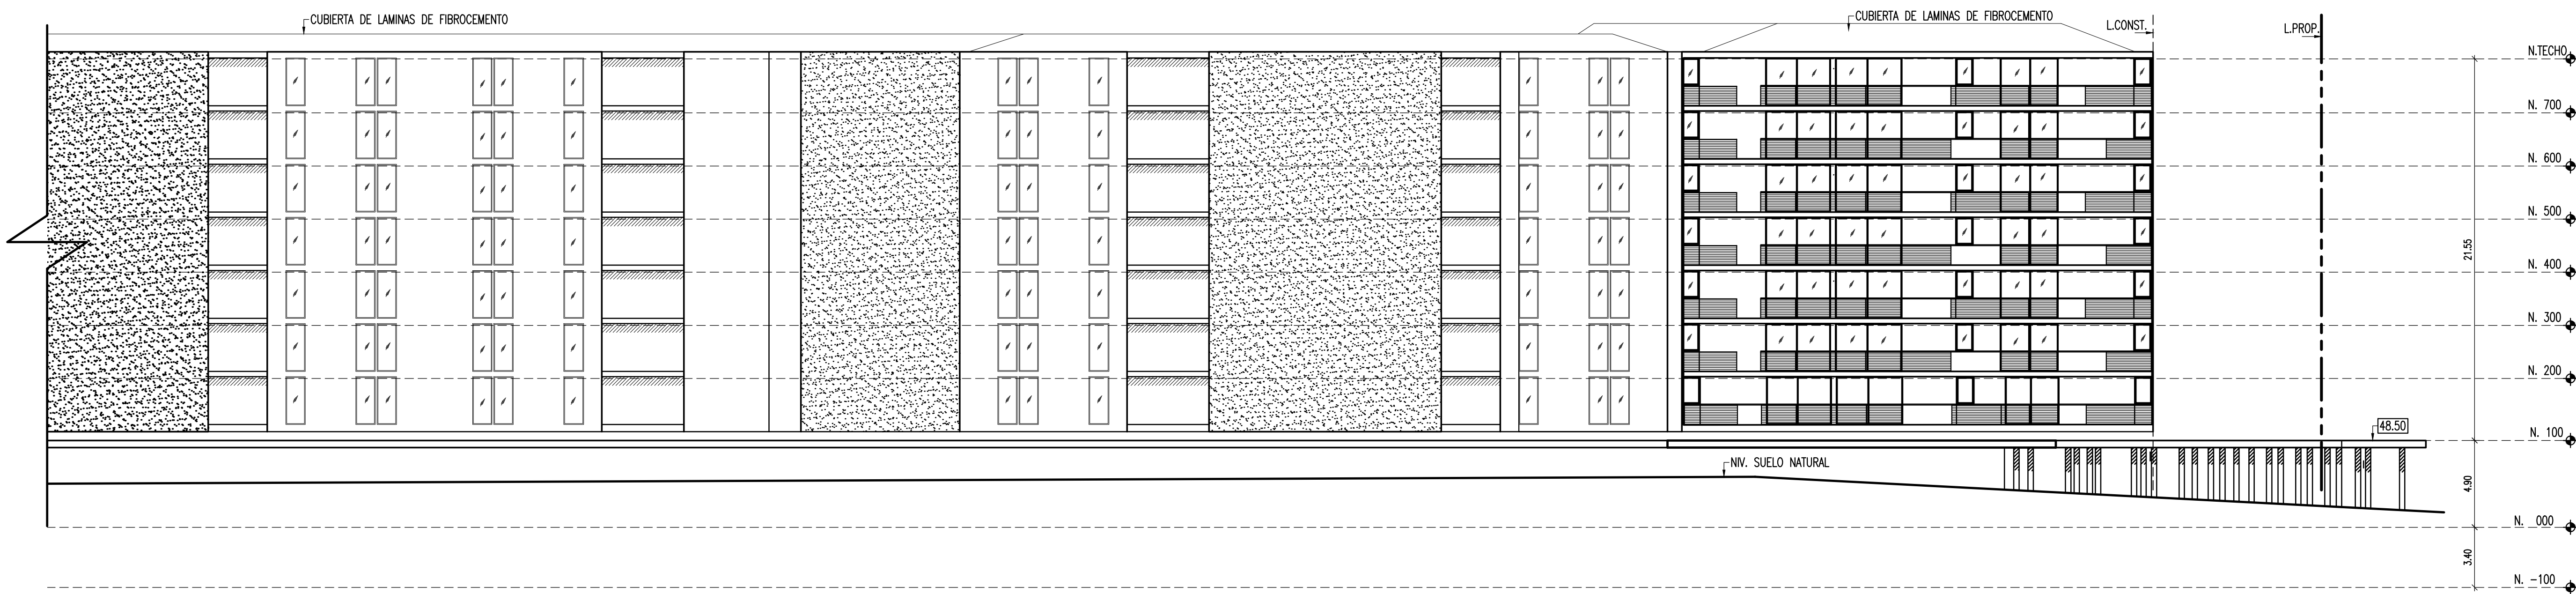 CUBIERTA DE LAMINAS DE FIBROCEMENTO
CUBIERTA DE LAMINAS DE FIBROCEMENTO
L.CONST.
L.PROP.
N.TECHO
N. 700
N. 600
N. 500
21.55
N. 400
N. 300
N. 200
48.50
N. 100
NIV. SUELO NATURAL
4.90
N. 000
3.40
N. -100